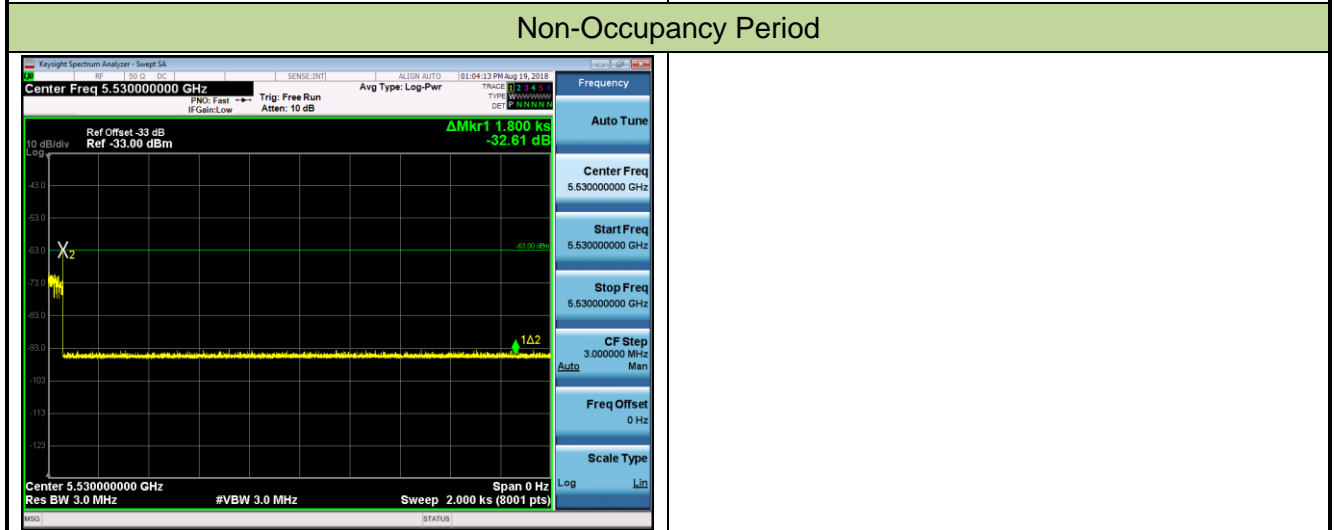 Non-Occupancy Period
Keysight Spectrum Analyzer - Swept SA
RF 50 Ω DC SENSE:INT ALIGN AUTO 01:04:13 PM Aug 19, 2018
Center Freq 5.530000000 GHz
PNO: Fast
IFGain:Low
Trig: Free Run
Atten: 10 dB
Avg Type: Log-Pwr
TRACE 1 2 3 4 5 6
TYPE WWWWWW
DET P N N N N N
Frequency
ΔMkr1 1.800 ks
-32.61 dB
Ref Offset -33 dB
10 dB/div Ref -33.00 dBm
Log
-43.0
-53.0
-63.0
-73.0
-83.0
-93.0
-103
-113
-123
X2
-63.00 dBm
1Δ2
Center 5.530000000 GHz Span 0 Hz
Res BW 3.0 MHz #VBW 3.0 MHz Sweep 2.000 ks (8001 pts)
MSG STATUS
Auto Tune
Center Freq
5.530000000 GHz
Start Freq
5.530000000 GHz
Stop Freq
5.530000000 GHz
CF Step
3.000000 MHz
Auto Man
Freq Offset
0 Hz
Scale Type
Log Lin